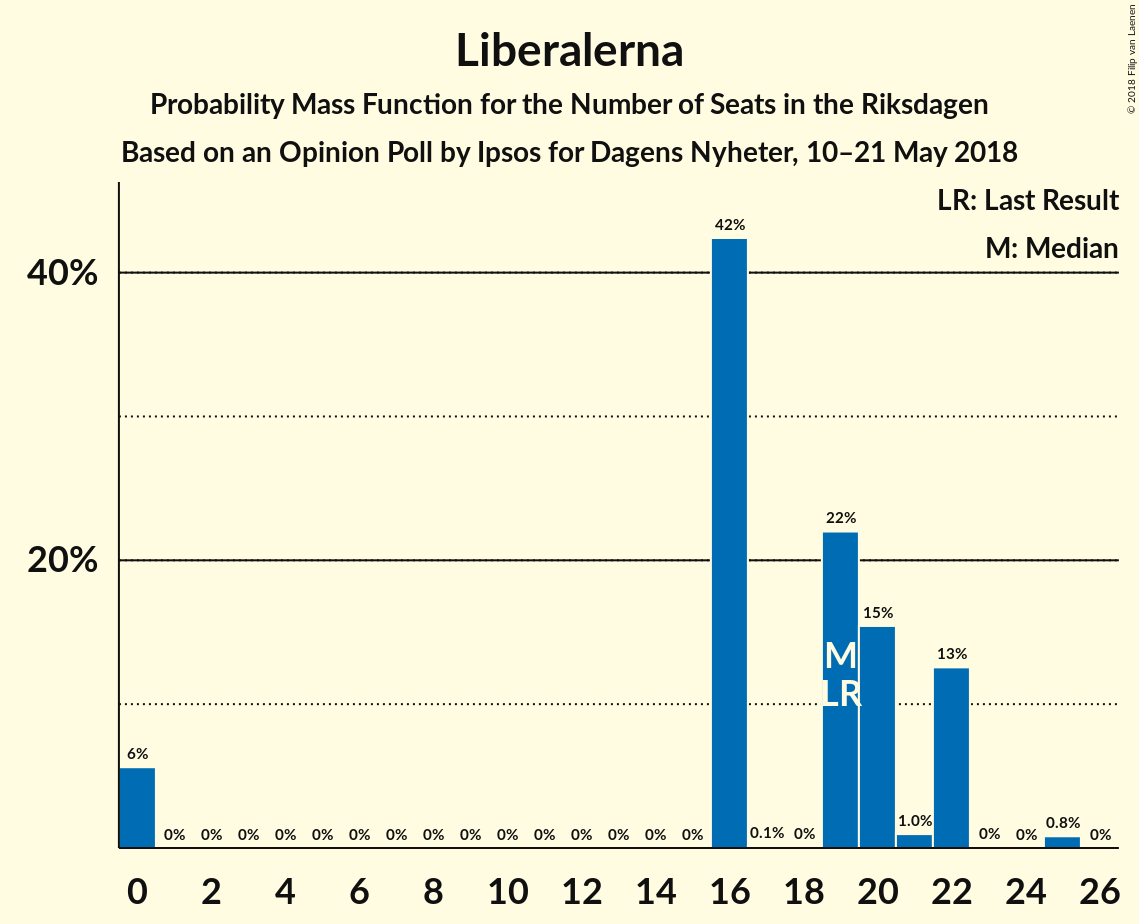 © 2018 Filip van Laenen
Liberalerna
Probability Mass Function for the Number of Seats in the Riksdagen
Based on an Opinion Poll by Ipsos for Dagens Nyheter, 10–21 May 2018
LR: Last Result
M: Median
40%
20%
6% 0% 0% 0% 0% 0% 0% 0% 0% 0% 0% 0% 0% 0% 0% 0% 42% 0.1% 0% 22% 15% 1.0% 13% 0% 0% 0.8% 0%
M
LR
0 2 4 6 8 10 12 14 16 18 20 22 24 26